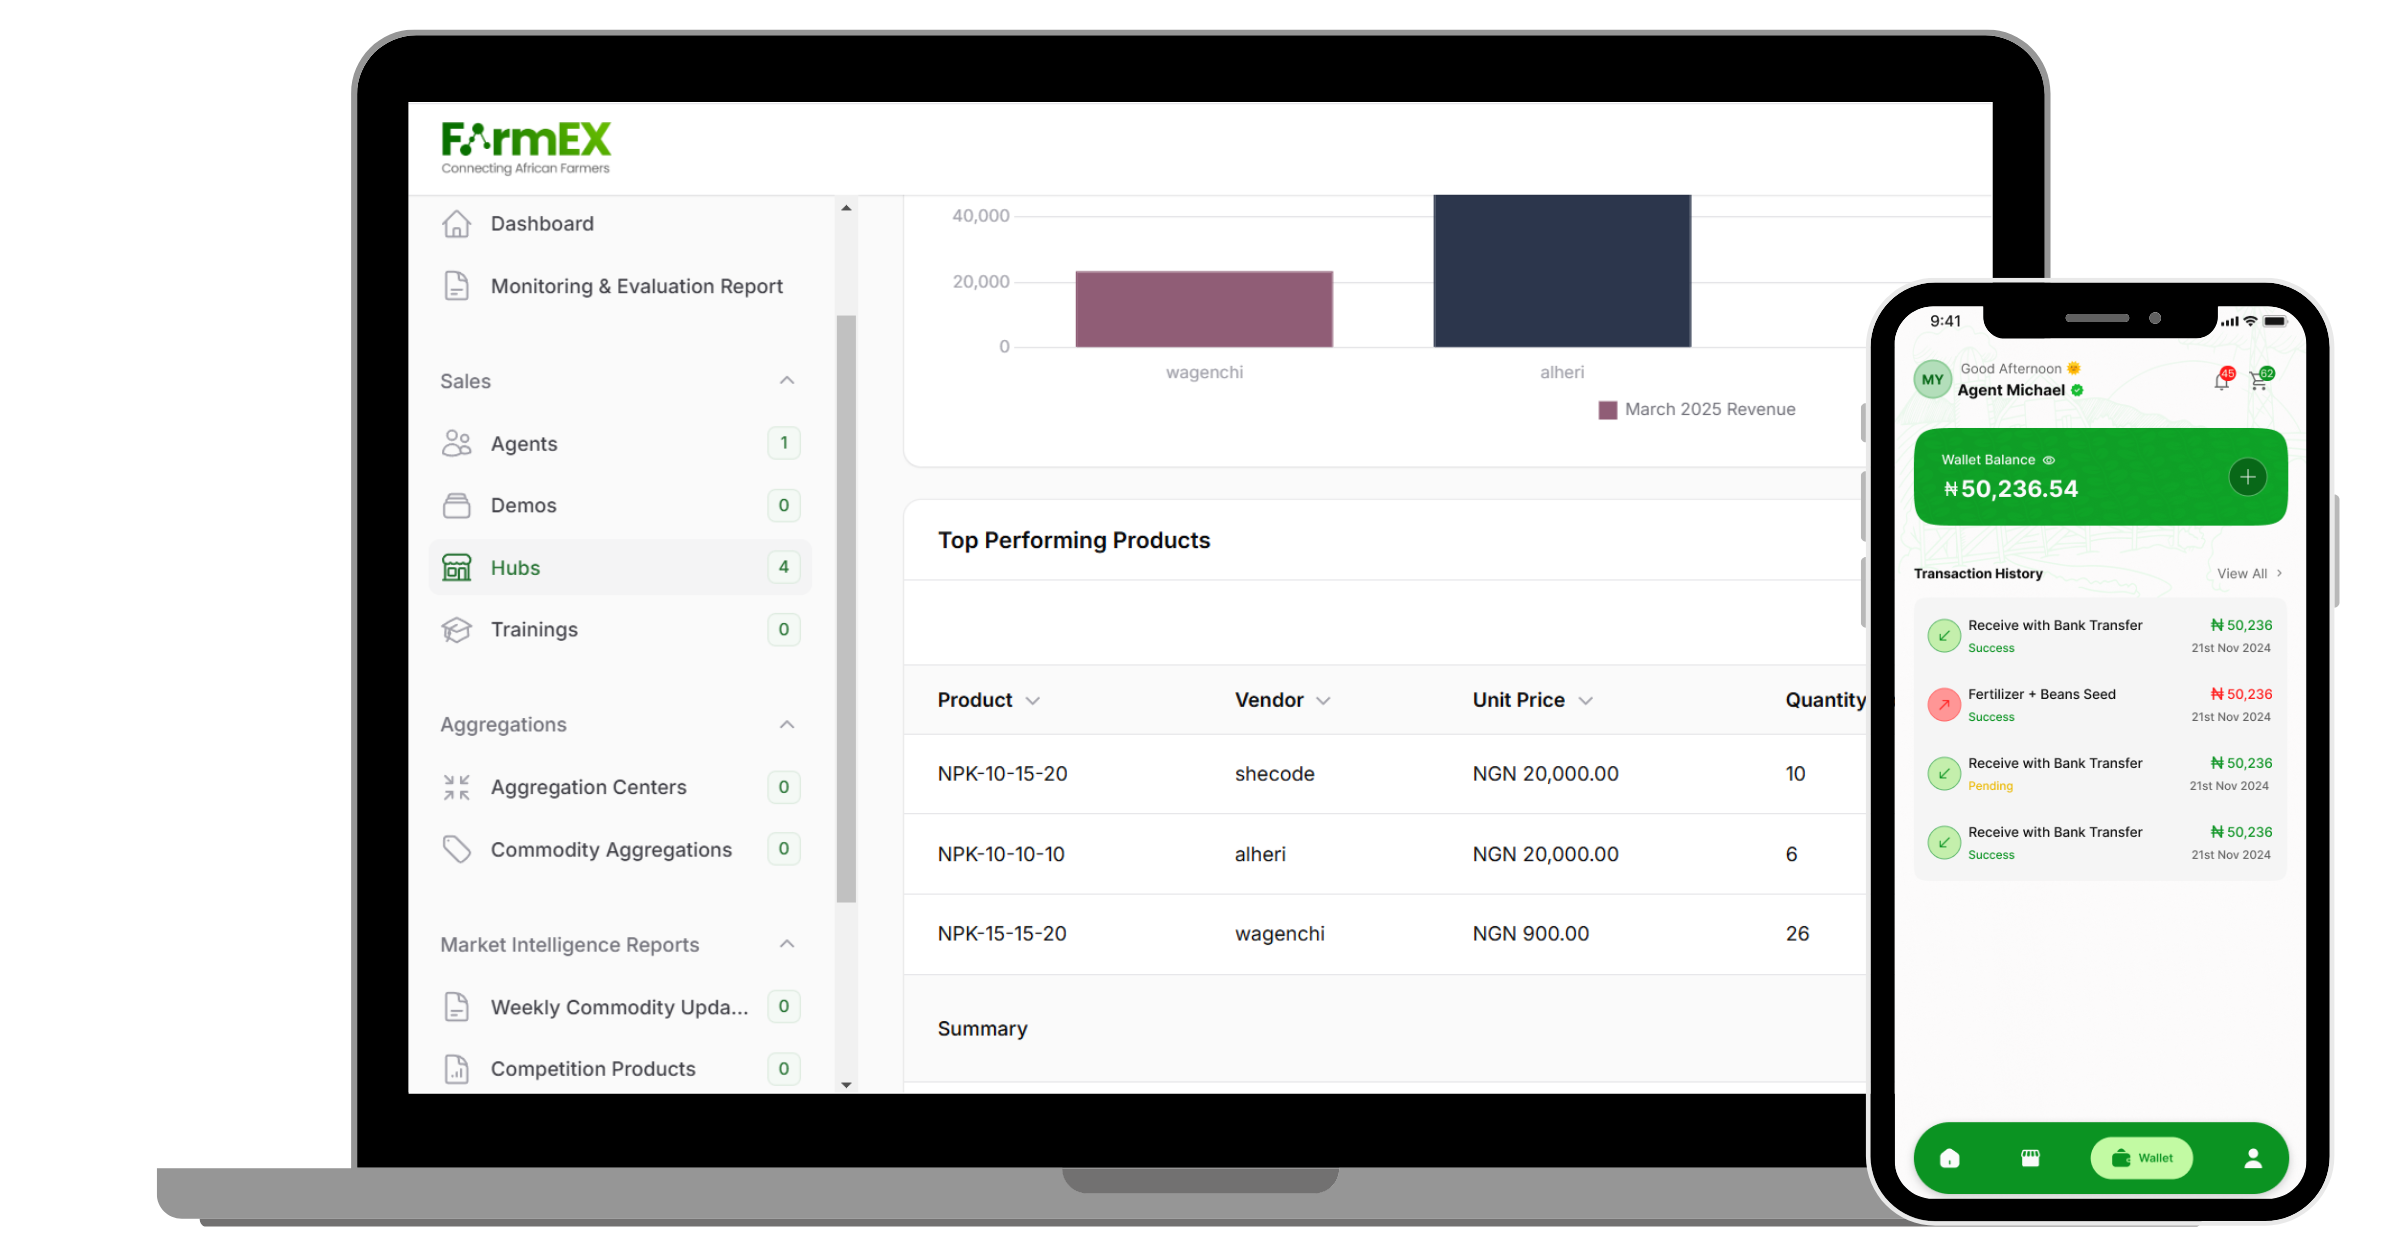 FarmEX
Connecting African Farmers
Dashboard
Monitoring & Evaluation Report
Sales
Agents 1
Demos 0
Hubs 4
Trainings 0
Aggregations
Aggregation Centers 0
Commodity Aggregations 0
Market Intelligence Reports
Weekly Commodity Upda... 0
Competition Products 0
40,000
20,000
0
wagenchi alheri
March 2025 Revenue
Top Performing Products
Product Vendor Unit Price Quantity
NPK-10-15-20 shecode NGN 20,000.00 10
NPK-10-10-10 alheri NGN 20,000.00 6
NPK-15-15-20 wagenchi NGN 900.00 26
Summary
9:41
MY
Good Afternoon
Agent Michael
45 62
Wallet Balance
₦50,236.54
Transaction History View All
Receive with Bank Transfer ₦ 50,236
Success 21st Nov 2024
Fertilizer + Beans Seed ₦ 50,236
Success 21st Nov 2024
Receive with Bank Transfer ₦ 50,236
Pending 21st Nov 2024
Receive with Bank Transfer ₦ 50,236
Success 21st Nov 2024
Wallet